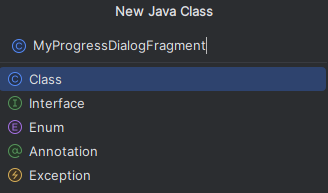 New Java Class
MyProgressDialogFragment
Class
Interface
Enum
Annotation
Exception